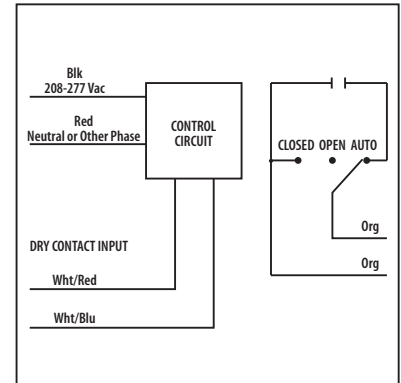 Blk
208-277 Vac
Red
Neutral or Other Phase
CONTROL
CIRCUIT
CLOSED OPEN AUTO
Org
Org
DRY CONTACT INPUT
Wht/Red
Wht/Blu